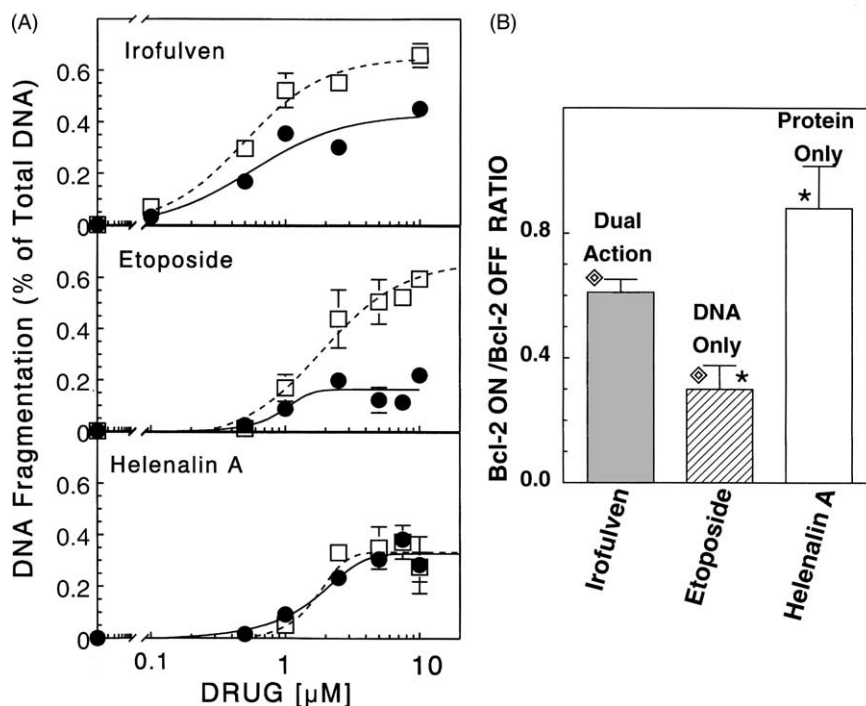 (A)
DNA Fragmentation (% of Total DNA)
Irofulven
0.6
0.4
0.2
0
Etoposide
0.6
0.4
0.2
0
Helenalin A
0.6
0.4
0.2
0
0.1
1
10
DRUG [µM]
(B)
Bcl-2 ON/Bcl-2 OFF RATIO
0.8
0.4
0.0
Dual
Action
DNA
Only
*
Protein
Only
*
Irofulven
Etoposide
Helenalin A